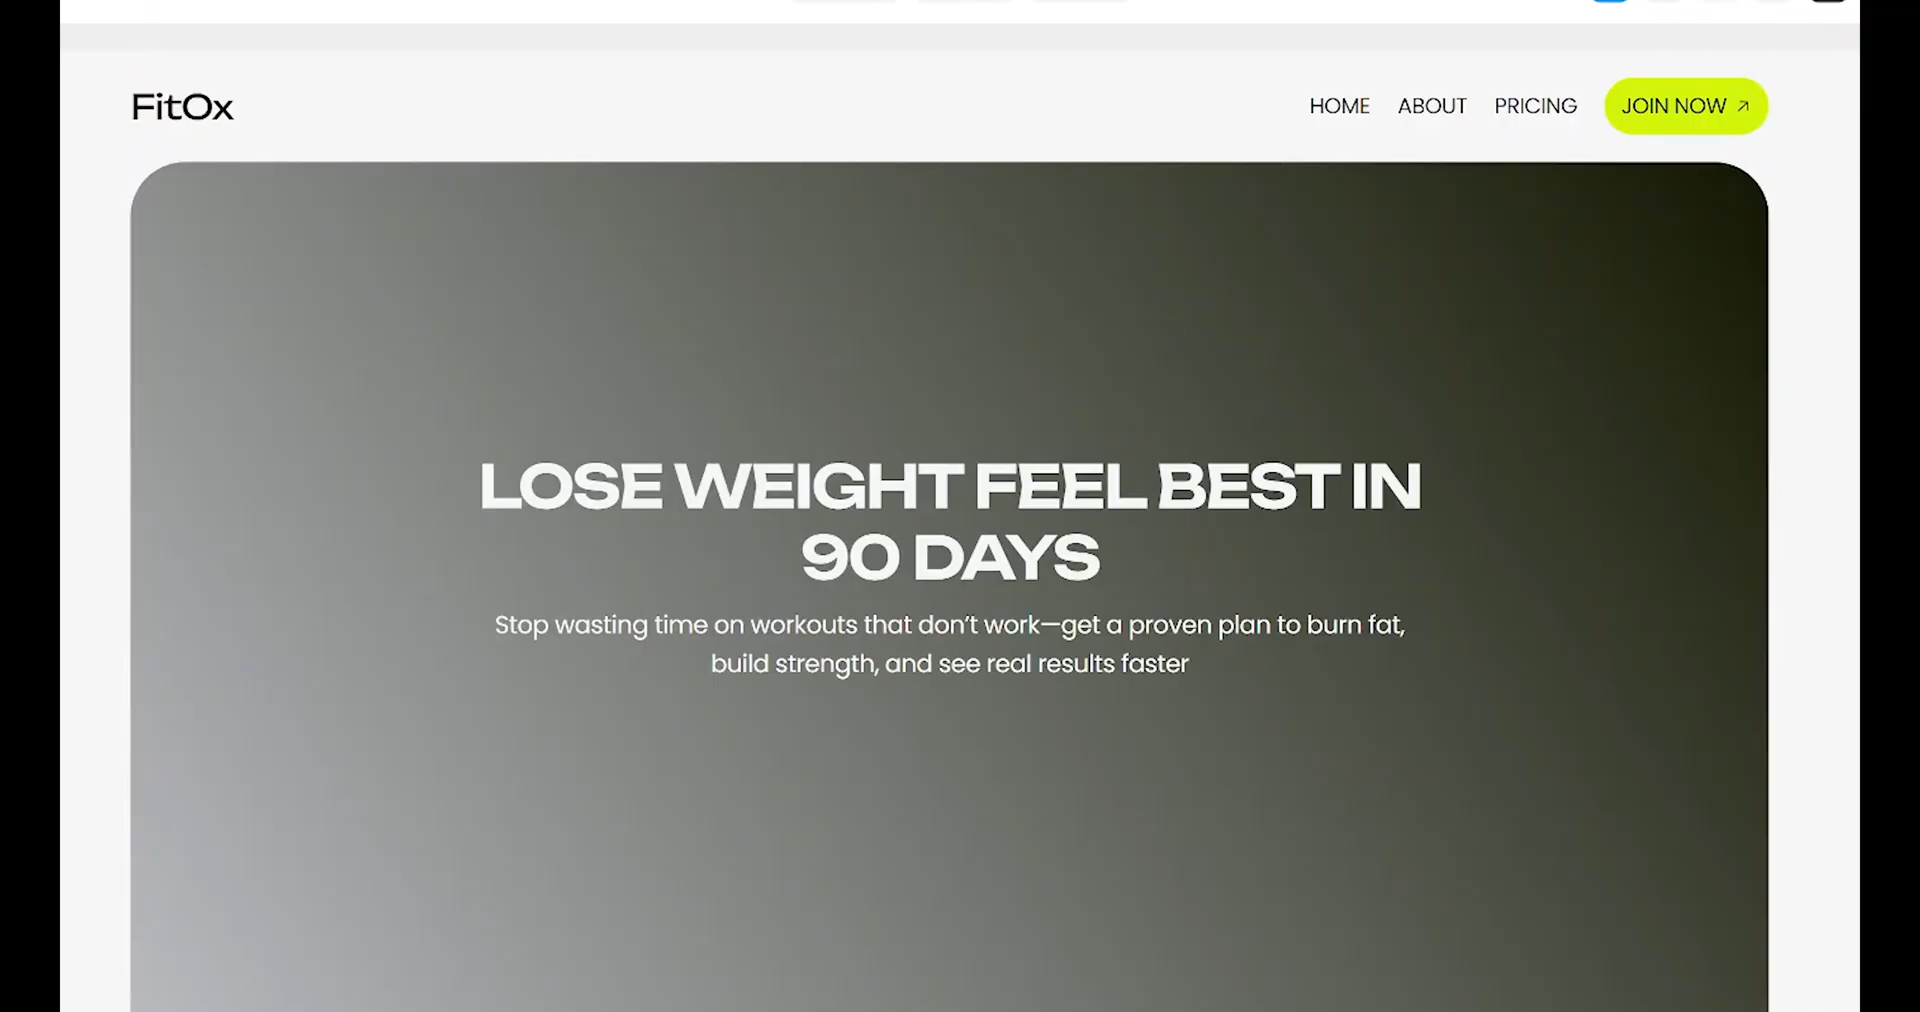 FitOx
HOME
ABOUT
PRICING
JOIN NOW
LOSE WEIGHT FEEL BEST IN
90 DAYS
Stop wasting time on workouts that don’t work—get a proven plan to burn fat,
build strength, and see real results faster